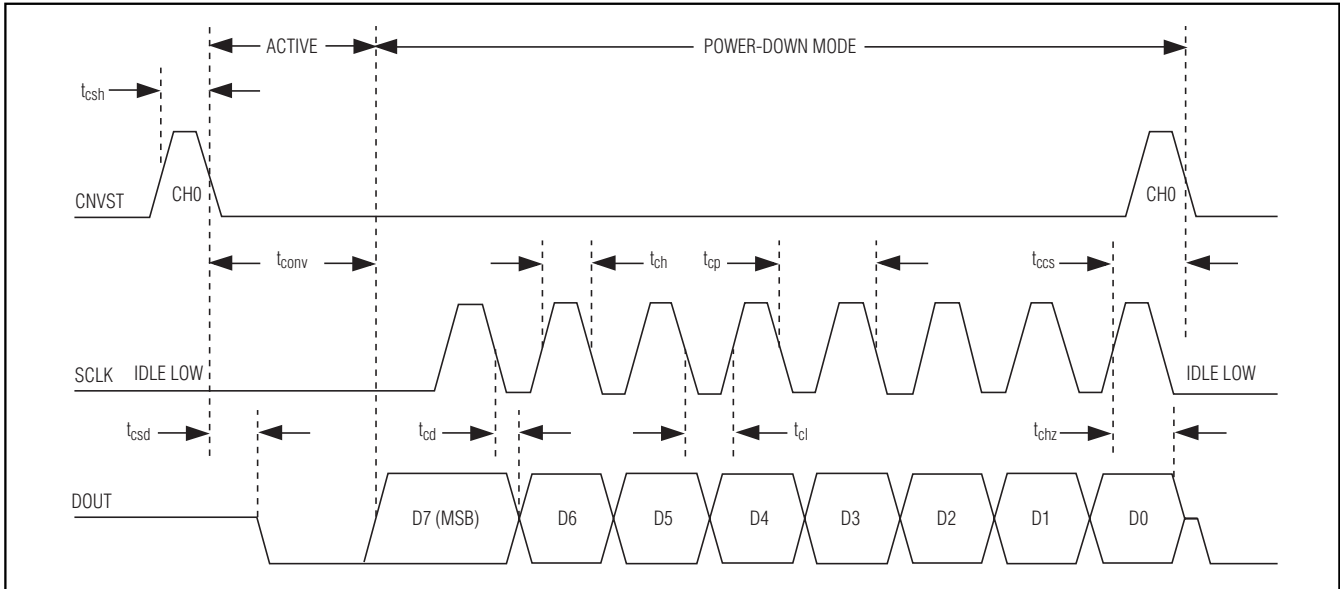 ACTIVE
POWER-DOWN MODE
tcsh
CNVST
CH0
CH0
tconv
tch
tcp
tccs
SCLK
IDLE LOW
IDLE LOW
tcsd
tcd
tcl
tchz
DOUT
D7 (MSB)
D6
D5
D4
D3
D2
D1
D0